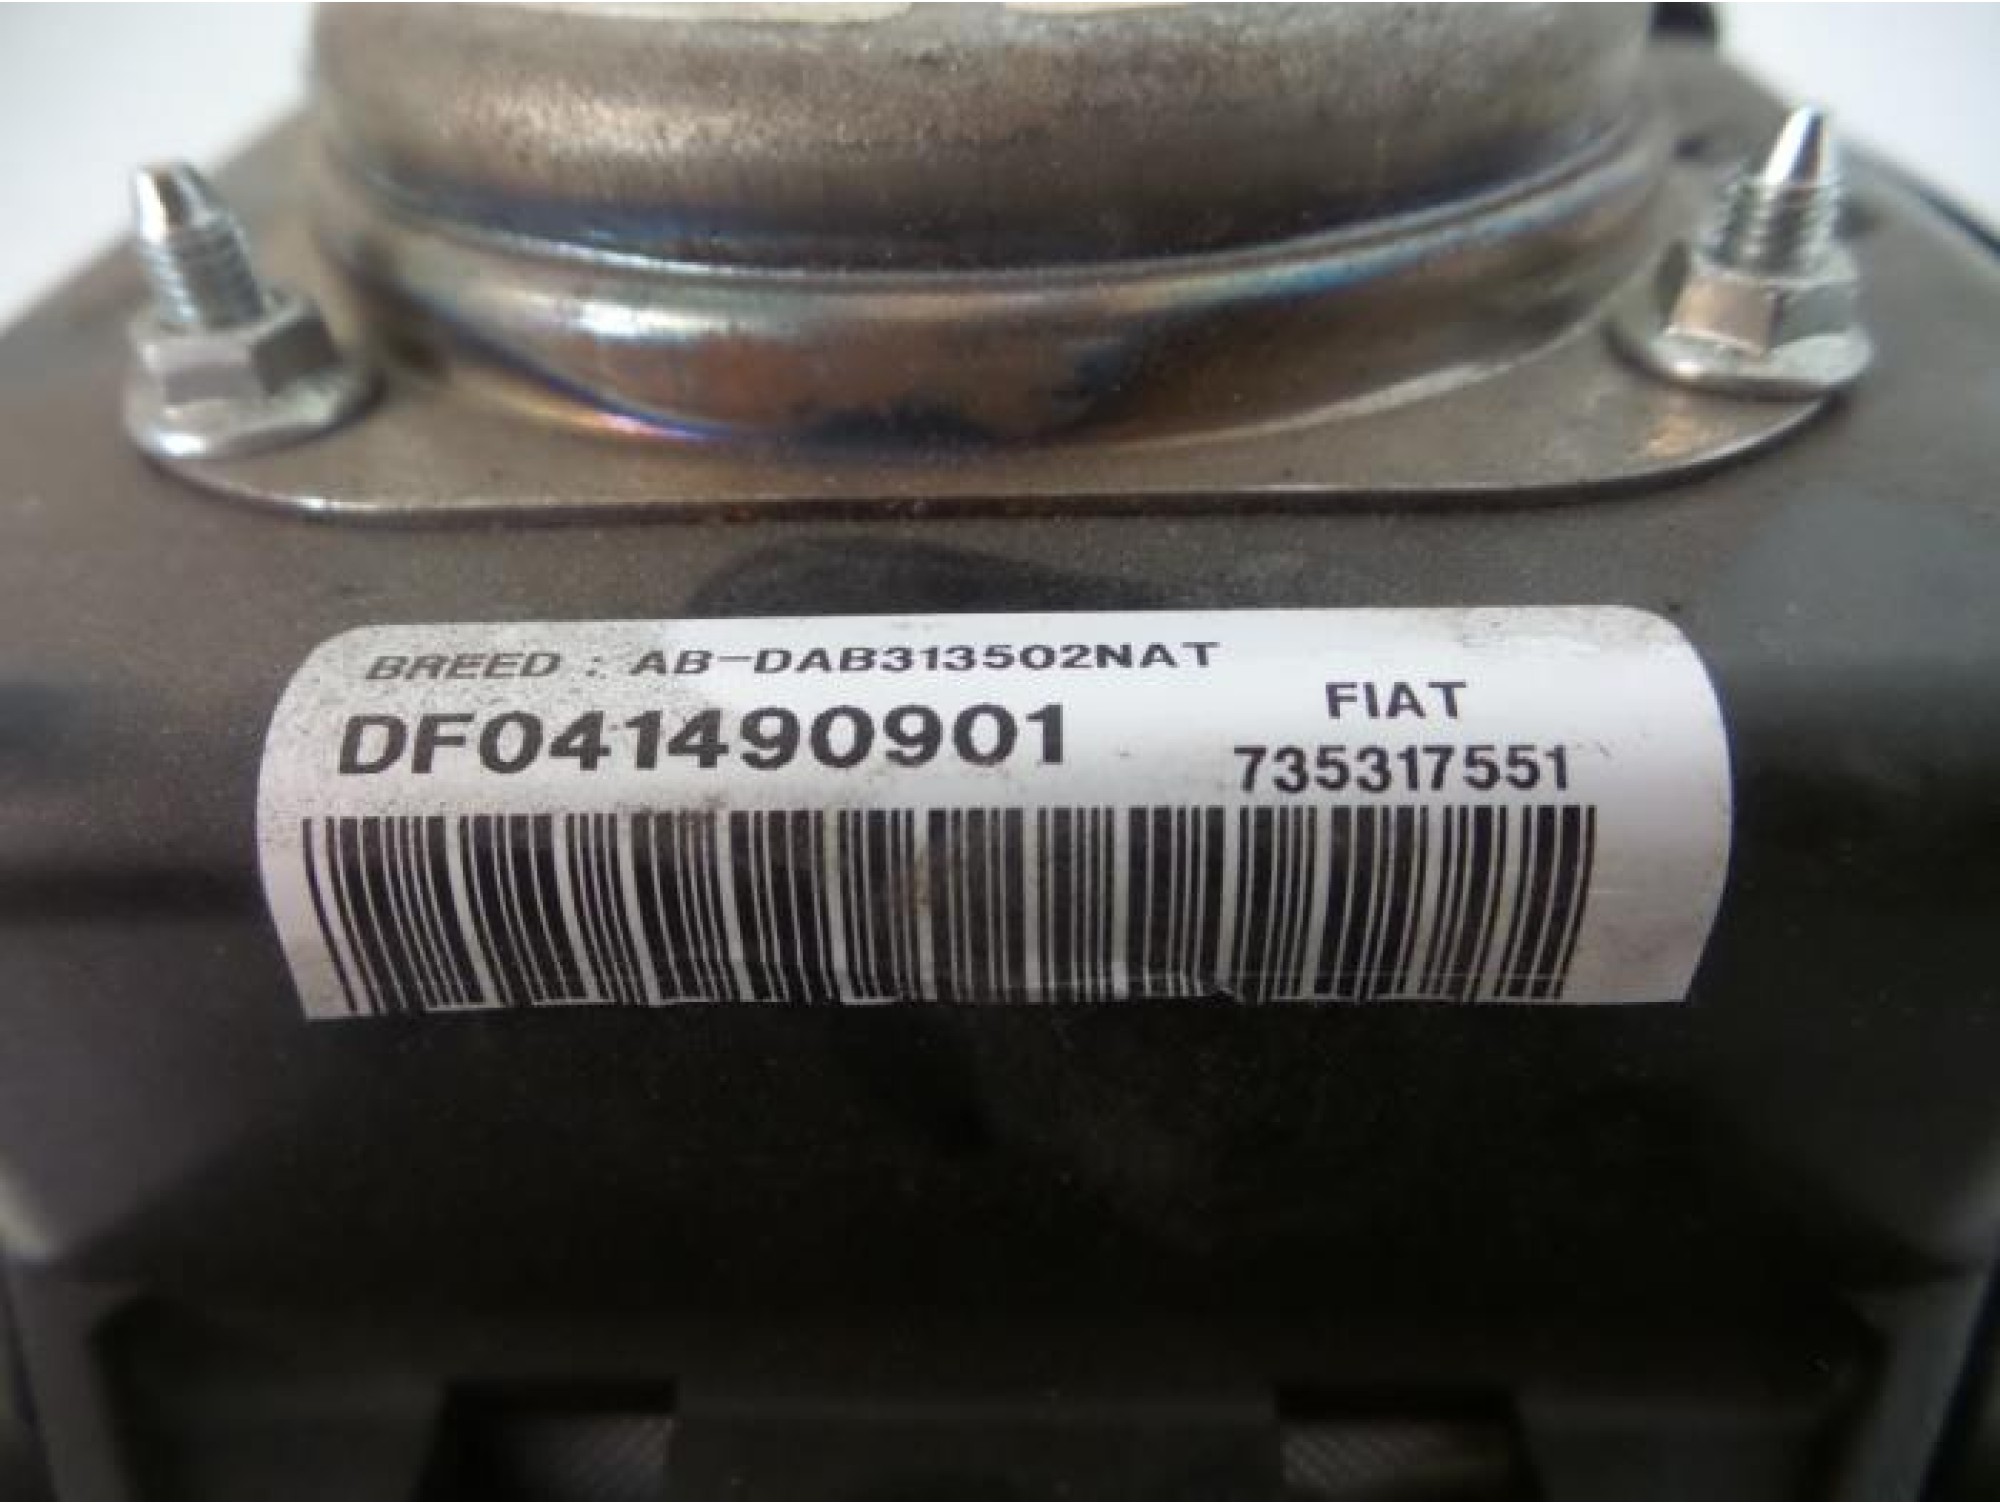 BREED : AB-DAB313502NAT
FIAT
DF041490901
735317551